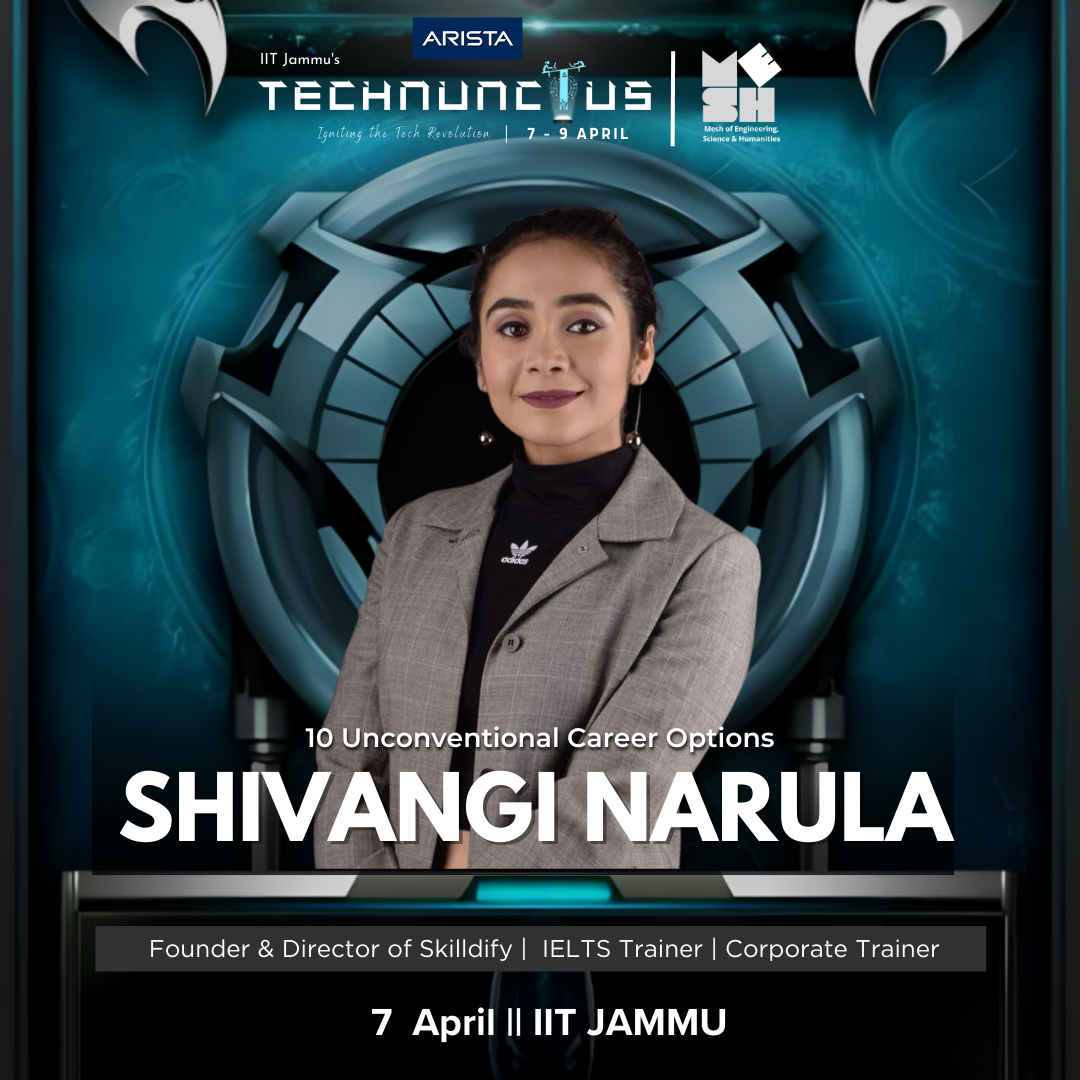 ARISTA
IIT Jammu's
TECHNUNCTUS
Igniting the Tech Revolution | 7 - 9 APRIL
MESH
Mesh of Engineering,
Science & Humanities
adidas
10 Unconventional Career Options
SHIVANGI NARULA
Founder & Director of Skilldify | IELTS Trainer | Corporate Trainer
7 April || IIT JAMMU